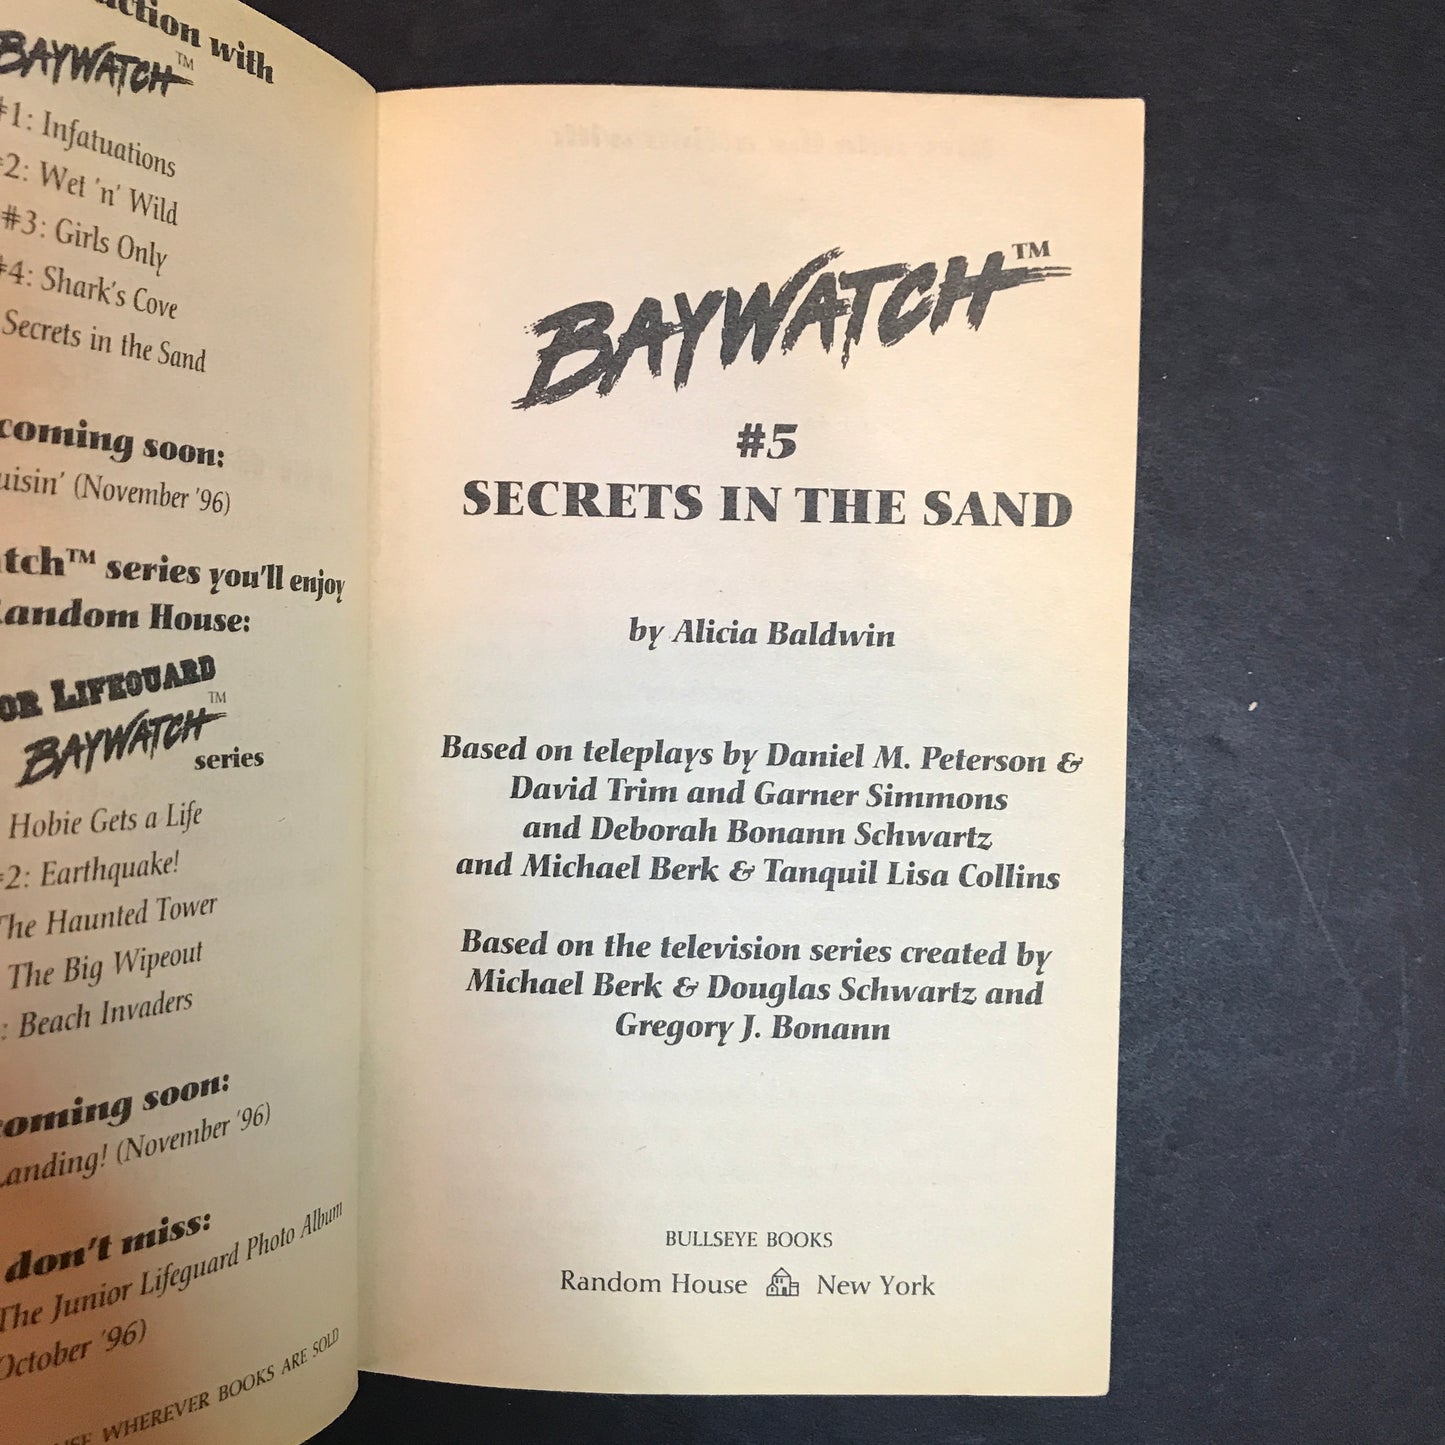 with
BAYWATCH™
#1: Infatuations
#2: Wet 'n' Wild
#3: Girls Only
#4: Shark's Cove
Secrets in the Sand
coming soon:
(November '96)
series you'll enjoy
Random House:
LIFEGUARD
BAYWATCH™
series
Hobie Gets a Life
#2: Earthquake!
The Haunted Tower
The Big Wipeout
: Beach Invaders
coming soon:
Landing! (November '96)
don't miss:
The Junior Lifeguard Photo Album
October '96)
WHEREVER BOOKS ARE SOLD
BAYWATCH™
#5
SECRETS IN THE SAND
by Alicia Baldwin
Based on teleplays by Daniel M. Peterson &
David Trim and Garner Simmons
and Deborah Bonann Schwartz
and Michael Berk & Tanquil Lisa Collins
Based on the television series created by
Michael Berk & Douglas Schwartz and
Gregory J. Bonann
BULLSEYE BOOKS
Random House New York